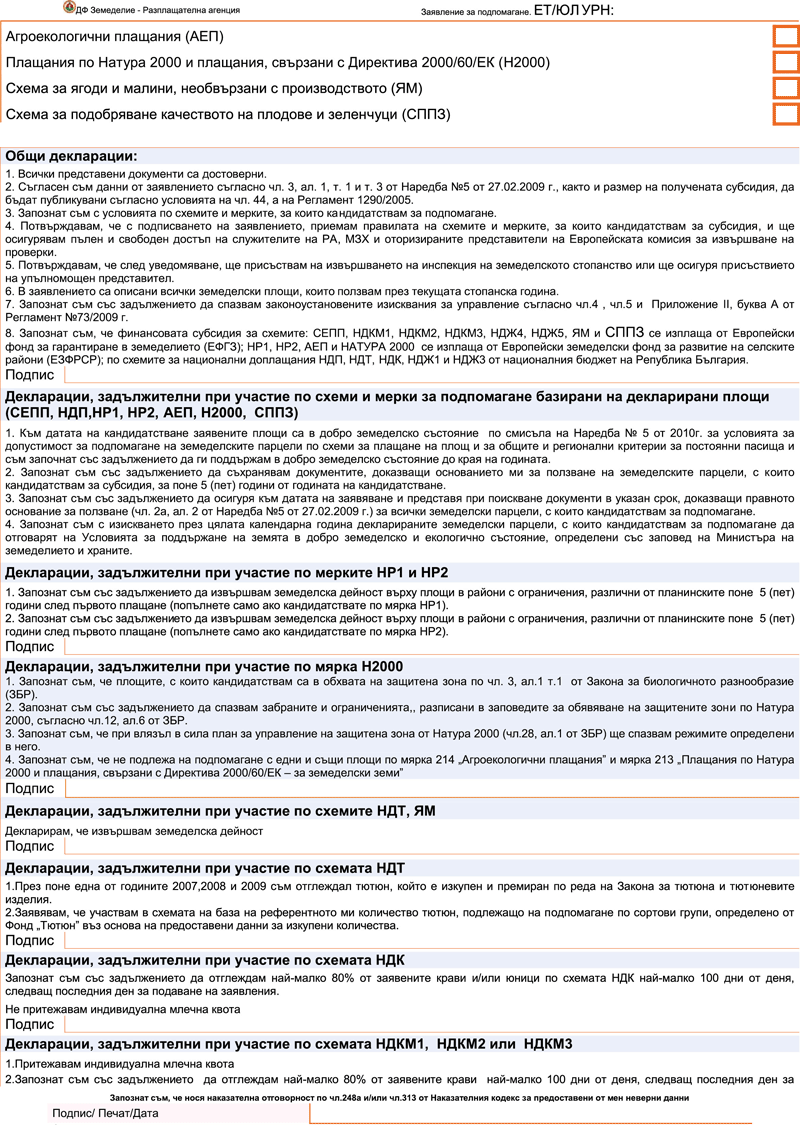 ДФ Земеделие - Разплащателна агенция
Заявление за подпомагане. ЕТ/ЮЛ УРН:
Агроекологични плащания (АЕП)
Плащания по Натура 2000 и плащания, свързани с Директива 2000/60/ЕК (Н2000)
Схема за ягоди и малини, необвързани с производството (ЯМ)
Схема за подобряване качеството на плодове и зеленчуци (СППЗ)
Общи декларации:
1. Всички представени документи са достоверни.
2. Съгласен съм данни от заявлението съгласно чл. 3, ал. 1, т. 1 и т. 3 от Наредба №5 от 27.02.2009 г., както и размер на получената субсидия, да
бъдат публикувани съгласно условията на чл. 44, а на Регламент 1290/2005.
3. Запознат съм с условията по схемите и мерките, за които кандидатствам за подпомагане.
4. Потвърждавам, че с подписването на заявлението, приемам правилата на схемите и мерките, за които кандидатствам за субсидия, и ще
осигурявам пълен и свободен достъп на служителите на РА, МЗХ и оторизираните представители на Европейската комисия за извършване на
проверки.
5. Потвърждавам, че след уведомяване, ще присъствам на извършването на инспекция на земеделското стопанство или ще осигуря присъствието
на упълномощен представител.
6. В заявлението са описани всички земеделски площи, които ползвам през текущата стопанска година.
7. Запознат съм със задължението да спазвам законоустановените изисквания за управление съгласно чл.4 , чл.5 и Приложение II, буква А от
Регламент №73/2009 г.
8. Запознат съм, че финансовата субсидия за схемите: СЕПП, НДКМ1, НДКМ2, НДКМ3, НДЖ4, НДЖ5, ЯМ и СППЗ се изплаща от Европейски
фонд за гарантиране в земеделието (ЕФГЗ); НР1, НР2, АЕП и НАТУРА 2000 се изплаща от Европейски земеделски фонд за развитие на селските
райони (ЕЗФРСР); по схемите за национални доплащания НДП, НДТ, НДК, НДЖ1 и НДЖ3 от националния бюджет на Република България.
Подпис
Декларации, задължителни при участие по схеми и мерки за подпомагане базирани на декларирани площи
(СЕПП, НДП,НР1, НР2, АЕП, Н2000, СППЗ)
1. Към датата на кандидатстване заявените площи са в добро земеделско състояние по смисъла на Наредба № 5 от 2010г. за условията за
допустимост за подпомагане на земеделските парцели по схеми за плащане на площ и за общите и регионални критерии за постоянни пасища и
съм започнат със задължението да ги поддържам в добро земеделско състояние до края на годината.
2. Запознат съм със задължението да съхранявам документите, доказващи основанието ми за ползване на земеделските парцели, с които
кандидатствам за субсидия, за поне 5 (пет) години от годината на кандидатстване.
3. Запознат съм със задължението да осигуря към датата на заявяване и представя при поискване документи в указан срок, доказващи правното
основание за ползване (чл. 2а, ал. 2 от Наредба №5 от 27.02.2009 г.) за всички земеделски парцели, с които кандидатствам за подпомагане.
4. Запознат съм с изискването през цялата календарна година декларираните земеделски парцели, с които кандидатствам за подпомагане да
отговарят на Условията за поддържане на земята в добро земеделско и екологично състояние, определени със заповед на Министъра на
земеделието и храните.
Декларации, задължителни при участие по мерките НР1 и НР2
1. Запознат съм със задължението да извършвам земеделска дейност върху площи в райони с ограничения, различни от планинските поне 5 (пет)
години след първото плащане (попълнете само ако кандидатствате по мярка НР1).
2. Запознат съм със задължението да извършвам земеделска дейност върху площи в райони с ограничения, различни от планинските поне 5 (пет)
години след първото плащане (попълнете само ако кандидатствате по мярка НР2).
Подпис
Декларации, задължителни при участие по мярка Н2000
1. Запознат съм, че площите, с които кандидатствам са в обхвата на защитена зона по чл. 3, ал.1 т.1 от Закона за биологичното разнообразие
(ЗБР).
2. Запознат съм със задължението да спазвам забраните и ограниченията,, разписани в заповедите за обявяване на защитените зони по Натура
2000, съгласно чл.12, ал.6 от ЗБР.
3. Запознат съм, че при влязъл в сила план за управление на защитена зона от Натура 2000 (чл.28, ал.1 от ЗБР) ще спазвам режимите определени
в него.
4. Запознат съм, че не подлежа на подпомагане с едни и същи площи по мярка 214 „Агроекологични плащания” и мярка 213 „Плащания по Натура
2000 и плащания, свързани с Директива 2000/60/ЕК – за земеделски земи”
Подпис
Декларации, задължителни при участие по схемите НДТ, ЯМ
Декларирам, че извършвам земеделска дейност
Подпис
Декларации, задължителни при участие по схемата НДТ
1.През поне една от годините 2007,2008 и 2009 съм отглеждал тютюн, който е изкупен и премиран по реда на Закона за тютюна и тютюневите
изделия.
2.Заявявам, че участвам в схемата на база на референтното ми количество тютюн, подлежащо на подпомагане по сортови групи, определено от
Фонд „Тютюн” въз основа на предоставени данни за изкупени количества.
Подпис
Декларации, задължителни при участие по схемата НДК
Запознат съм със задължението да отглеждам най-малко 80% от заявените крави и/или юници по схемата НДК най-малко 100 дни от деня,
следващ последния ден за подаване на заявления.
Не притежавам индивидуална млечна квота
Подпис
Декларации, задължителни при участие по схемата НДКМ1, НДКМ2 или НДКМ3
1.Притежавам индивидуална млечна квота
2.Запознат съм със задължението да отглеждам най-малко 80% от заявените крави най-малко 100 дни от деня, следващ последния ден за
Запознат съм, че нося наказателна отговорност по чл.248а и/или чл.313 от Наказателния кодекс за предоставени от мен неверни данни
Подпис/ Печат/Дата